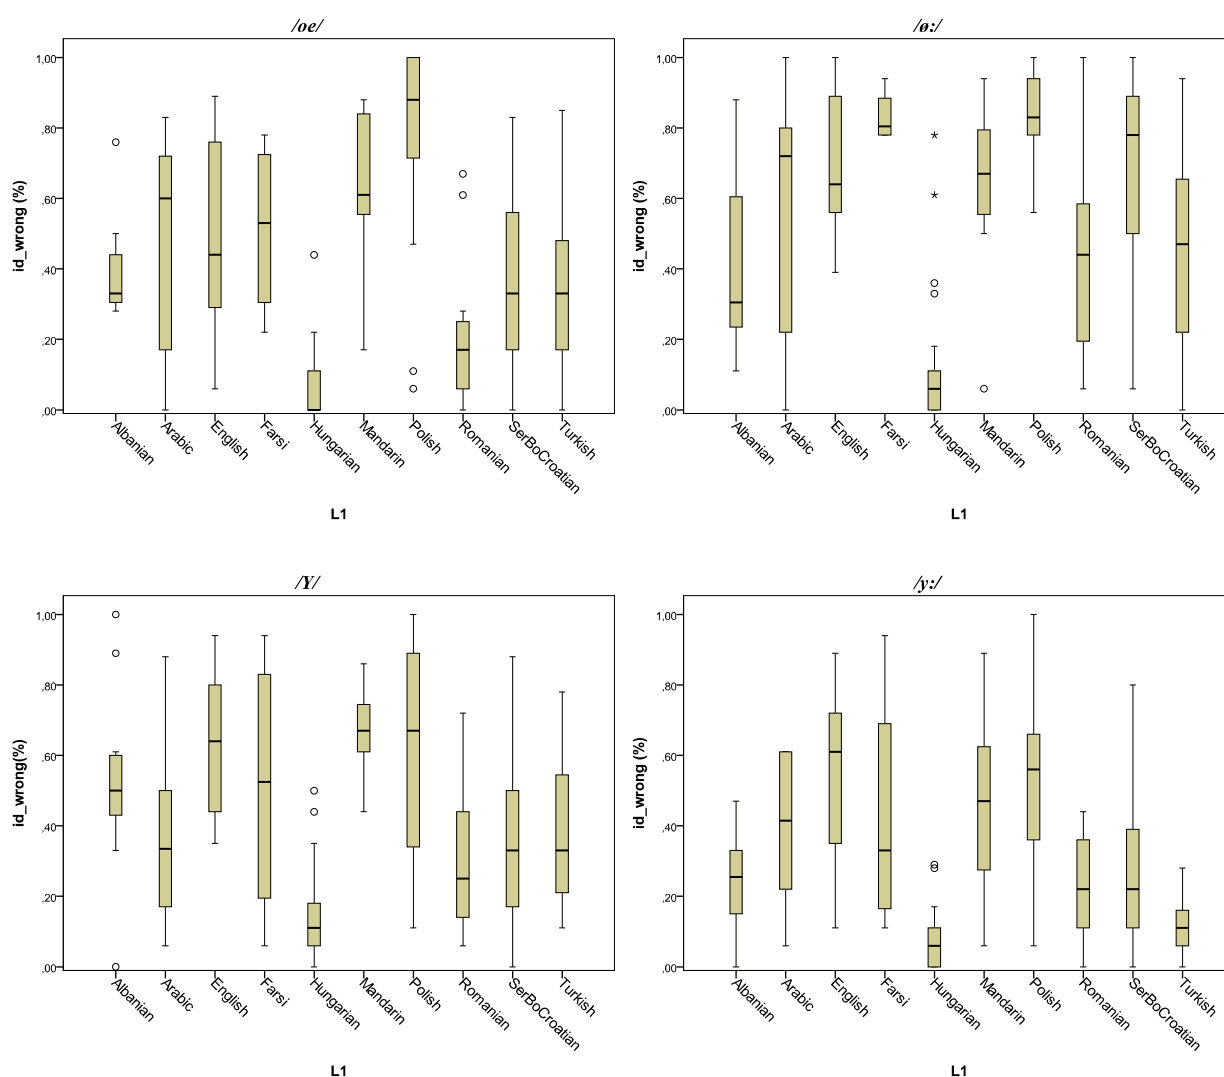 /oe/
id_wrong (%)
1,00
,80
,60
,40
,20
,00
Albanian
Arabic
English
Farsi
Hungarian
Mandarin
Polish
Romanian
SerBoCroatian
Turkish
L1
/ø:/
id_wrong (%)
1,00
,80
,60
,40
,20
,00
Albanian
Arabic
English
Farsi
Hungarian
Mandarin
Polish
Romanian
SerBoCroatian
Turkish
L1
/Y/
id_wrong(%)
1,00
,80
,60
,40
,20
,00
Albanian
Arabic
English
Farsi
Hungarian
Mandarin
Polish
Romanian
SerBoCroatian
Turkish
L1
/y:/
id_wrong (%)
1,00
,80
,60
,40
,20
,00
Albanian
Arabic
English
Farsi
Hungarian
Mandarin
Polish
Romanian
SerBoCroatian
Turkish
L1